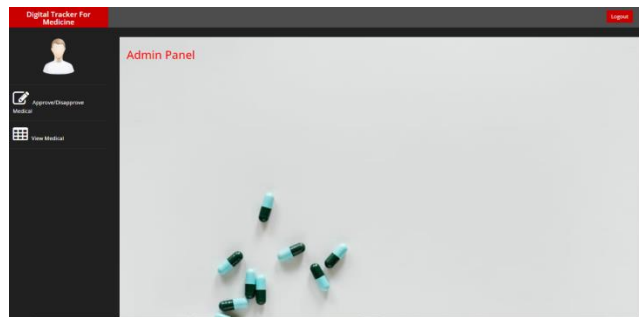 Digital Tracker For
Medicine
Logout
Admin Panel
Approve/Disapprove
Medical
View Medical